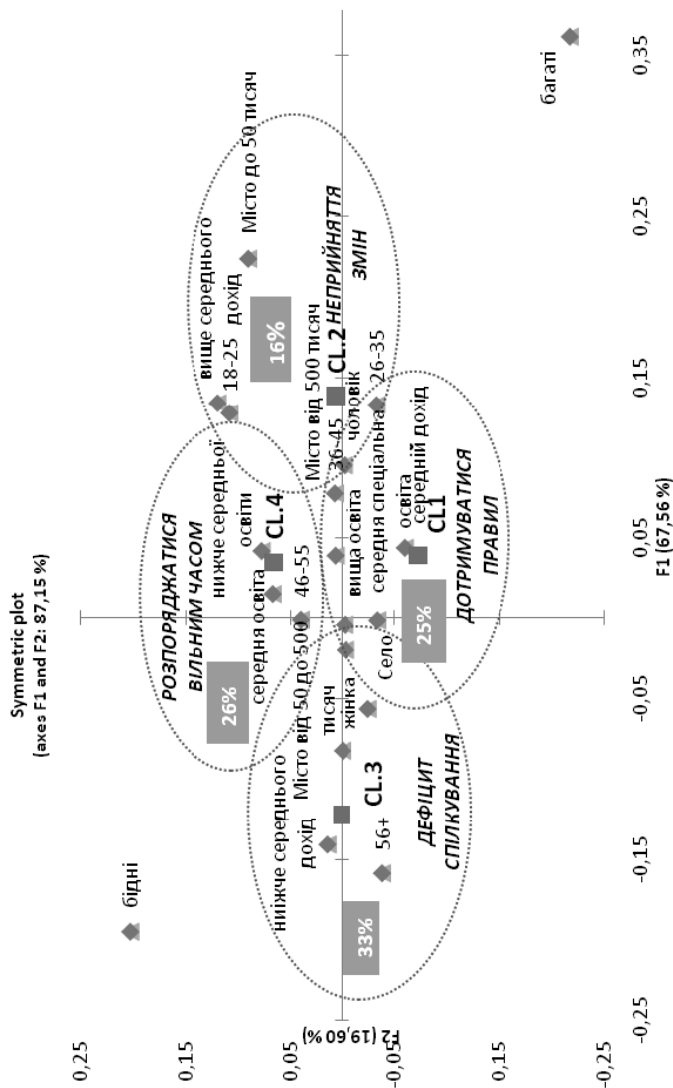 Symmetric plot
(axes F1 and F2: 87,15 %)
0,25
0,15
0,05
-0,05
-0,15
-0,25
F2 (19,60 %)
-0,25
-0,15
-0,05
0,05
0,15
0,25
0,35
F1 (67,56 %)
бідні
РОЗПОРЯДЖАТИСЯ
ВІЛЬНИМ ЧАСОМ
26%
нижче середньої
освіти
CL.4
середня освіта
46-55
вище середнього
дохід
18-25
Місто до 50 тисяч
16%
Місто від 500 тисяч
CL.2
НЕПРИЙНЯТТЯ
ЗМІН
36-45
чоловік
26-35
ниіжче середнього
дохід
Місто від 50 до 500
тисяч
жінка
CL.3
56+
33%
ДЕФІЦИТ
СПІЛКУВАННЯ
вища освіта
середня спеціальна
освіта
Село
середній дохід
CL1
25%
ДОТРИМУВАТИСЯ
ПРАВИЛ
багаті